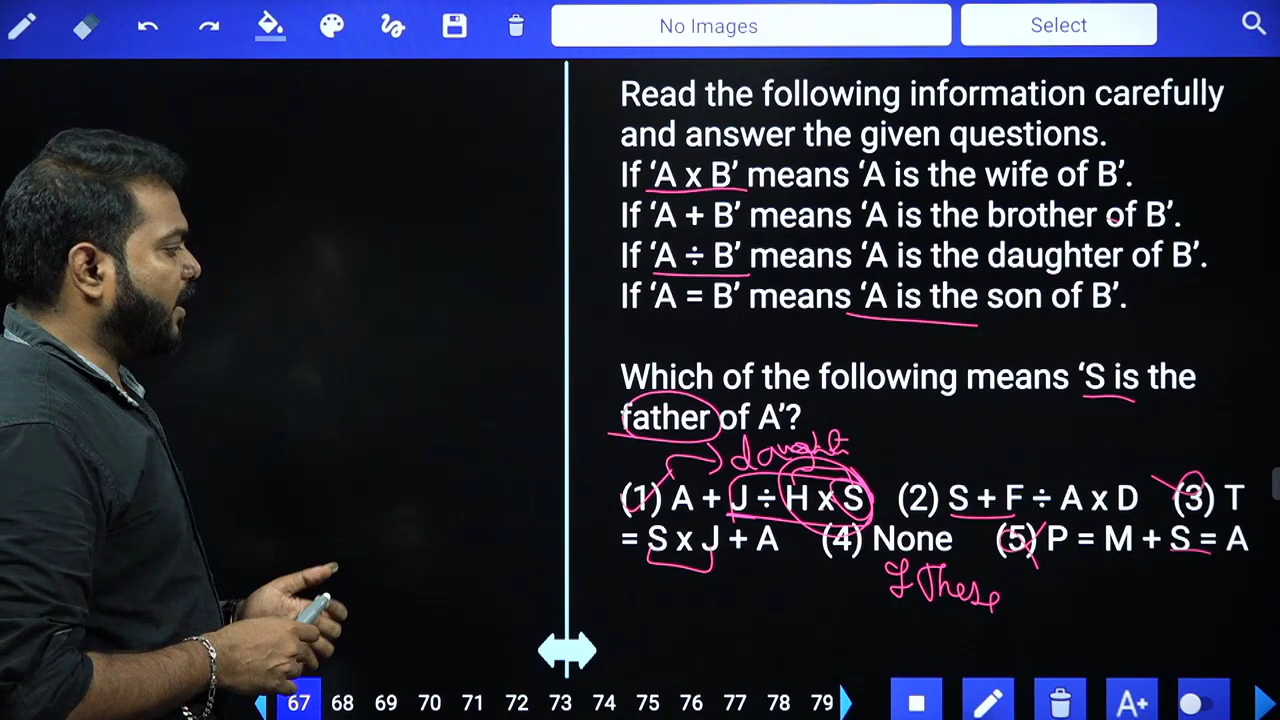 No Images
Select
Read the following information carefully
and answer the given questions.
If ‘A x B’ means ‘A is the wife of B’.
If ‘A + B’ means ‘A is the brother of B’.
If ‘A ÷ B’ means ‘A is the daughter of B’.
If ‘A = B’ means ‘A is the son of B’.
Which of the following means ‘S is the
father of A’?
daught
(1) A + J ÷ H x S (2) S + F ÷ A x D (3) T
= S x J + A (4) None (5) P = M + S = A
of These
67 68 69 70 71 72 73 74 75 76 77 78 79
A+